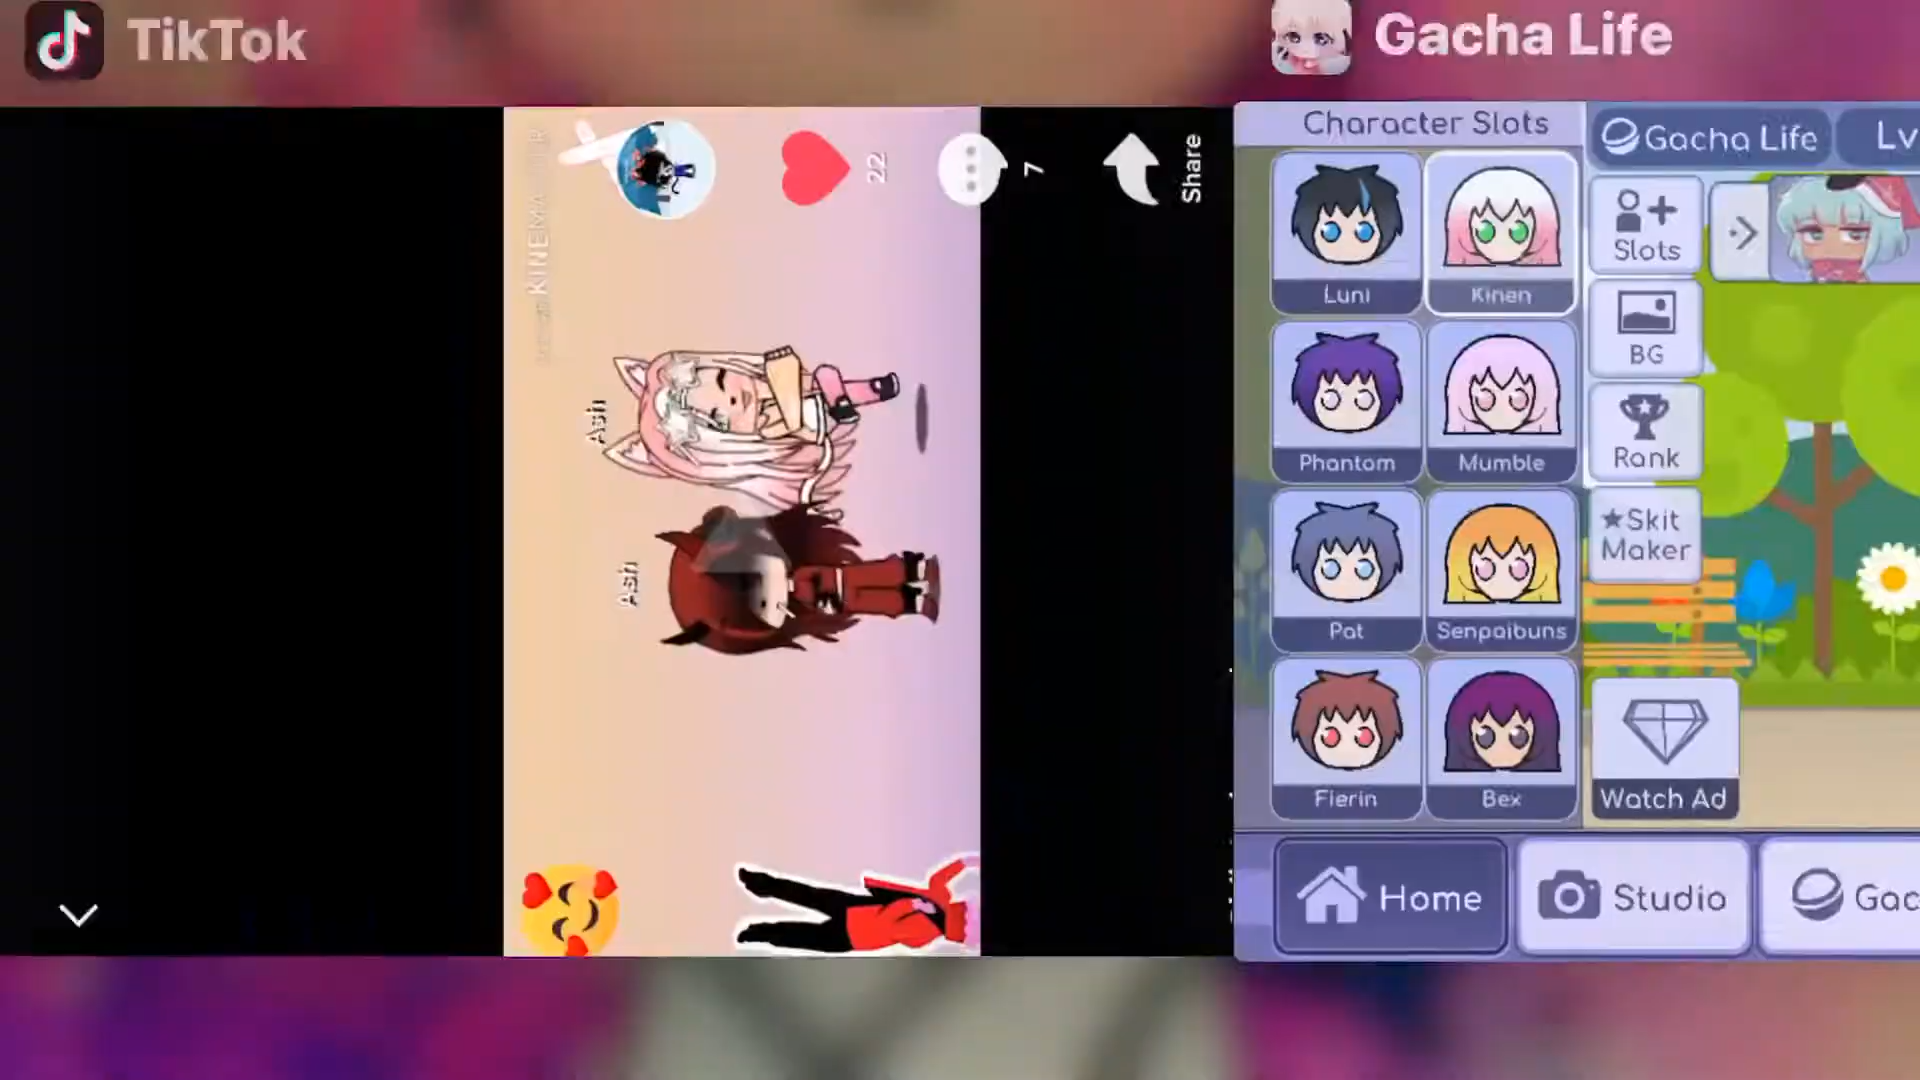 TikTok
Gacha Life
KINEMASTER
22
7
Share
Ash
Ash
Character Slots
Luni
Kinen
Phantom
Mumble
Pat
Senpaibuns
Fierin
Bex
Gacha Life
Lv
Slots
BG
Rank
★Skit
Maker
Watch Ad
Home
Studio
Gac